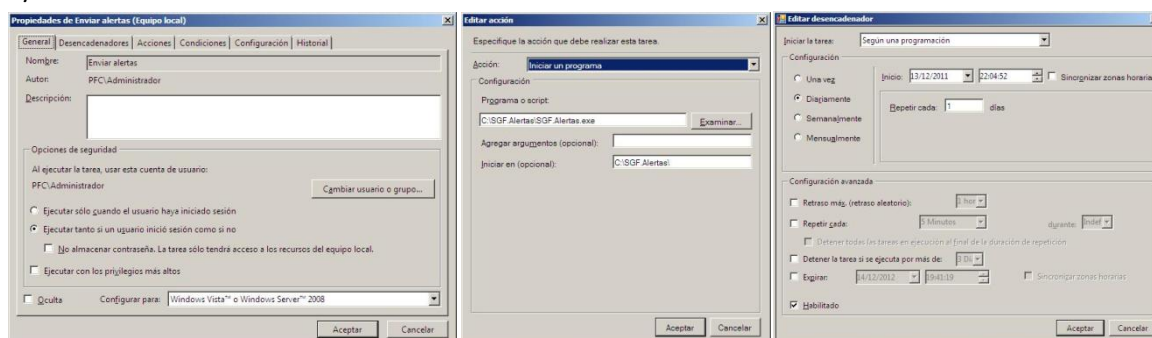 Propiedades de Enviar alertas (Equipo local)
General Desencadenadores Acciones Condiciones Configuración Historial
Nombre: Enviar alertas
Autor: PFC\Administrador
Descripción:
Opciones de seguridad
Al ejecutar la tarea, usar esta cuenta de usuario:
PFC\Administrador
Cambiar usuario o grupo...
Ejecutar sólo cuando el usuario haya iniciado sesión
Ejecutar tanto si un usuario inició sesión como si no
No almacenar contraseña. La tarea sólo tendrá acceso a los recursos del equipo local.
Ejecutar con los privilegios más altos
Oculta Configurar para: Windows Vista™ o Windows Server™ 2008
Aceptar Cancelar
Editar acción
Especifique la acción que debe realizar esta tarea.
Acción: Iniciar un programa
Configuración
Programa o script:
C:\SGF.Alertas\SGF.Alertas.exe Examinar...
Agregar argumentos (opcional):
Iniciar en (opcional): C:\SGF.Alertas\
Aceptar Cancelar
Editar desencadenador
Iniciar la tarea: Según una programación
Configuración
Una vez
Diariamente
Semanalmente
Mensualmente
Inicio: 13/12/2011 22:04:52 Sincronizar zonas horaria
Repetir cada: 1 días
Configuración avanzada
Retraso máx. (retraso aleatorio): 1 hor
Repetir cada: 5 Minutos durante: Indef
Detener todas las tareas en ejecución al final de la duración de repetición
Detener la tarea si se ejecuta por más de:
Expirar: 14/12/2012 19:41:19 Sincronizar zonas horarias
Habilitado
Aceptar Cancelar